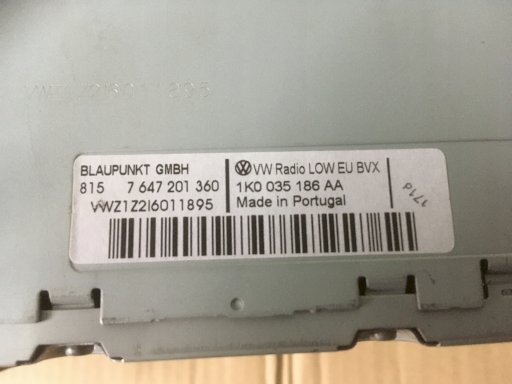 BLAUPUNKT GMBH
815 7 647 201 360
VWZ1Z2I6011895
VW Radio LOW EU BVX
1K0 035 186 AA
Made in Portugal